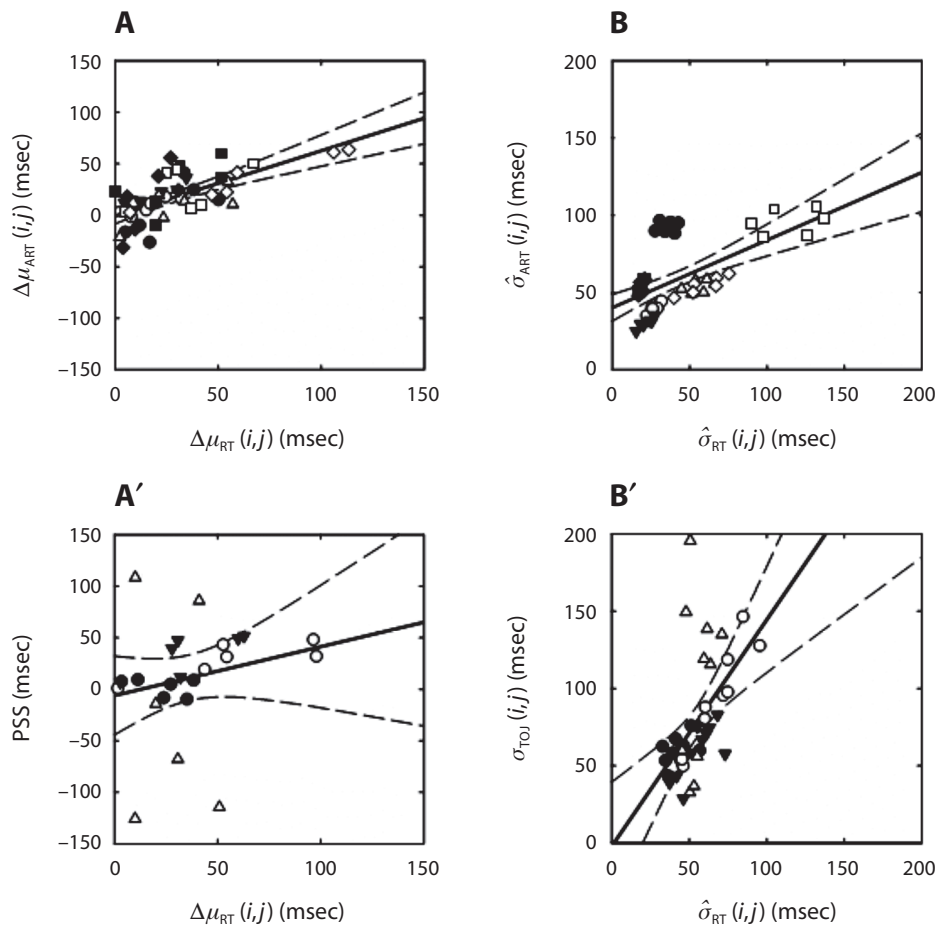 A
B
150
100
50
0
−50
−100
−150
Δμ_ART (i,j) (msec)
0 50 100 150
Δμ_RT (i,j) (msec)
200
150
100
50
0
σ̂_ART (i,j) (msec)
0 50 100 150 200
σ̂_RT (i,j) (msec)
A′
B′
150
100
50
0
−50
−100
−150
PSS (msec)
0 50 100 150
Δμ_RT (i,j) (msec)
200
150
100
50
0
σ_TOJ (i,j) (msec)
0 50 100 150 200
σ̂_RT (i,j) (msec)